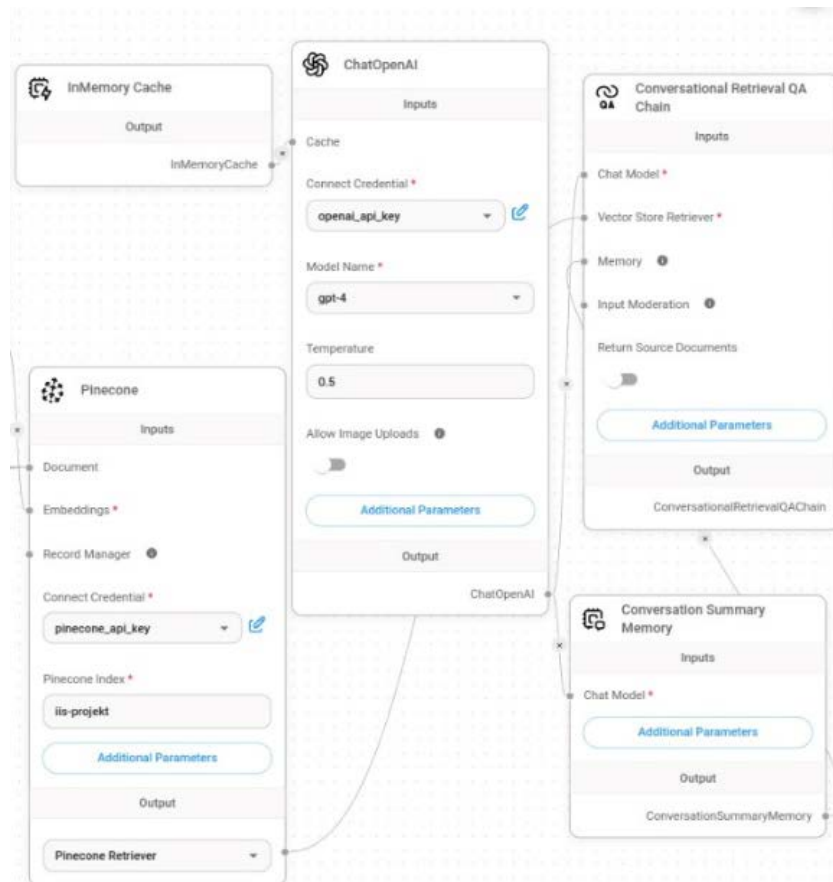 InMemory Cache
Output
InMemoryCache
ChatOpenAI
Inputs
Cache
Connect Credential *
openai_api_key
Model Name *
gpt-4
Temperature
0.5
Allow Image Uploads
Additional Parameters
Output
ChatOpenAI
QA
Conversational Retrieval QA
Chain
Inputs
Chat Model *
Vector Store Retriever *
Memory
Input Moderation
Return Source Documents
Additional Parameters
Output
ConversationalRetrievalQAChain
Pinecone
Inputs
Document
Embeddings *
Record Manager
Connect Credential *
pinecone_api_key
Pinecone Index *
iis-projekt
Additional Parameters
Output
Pinecone Retriever
Conversation Summary
Memory
Inputs
Chat Model *
Additional Parameters
Output
ConversationSummaryMemory